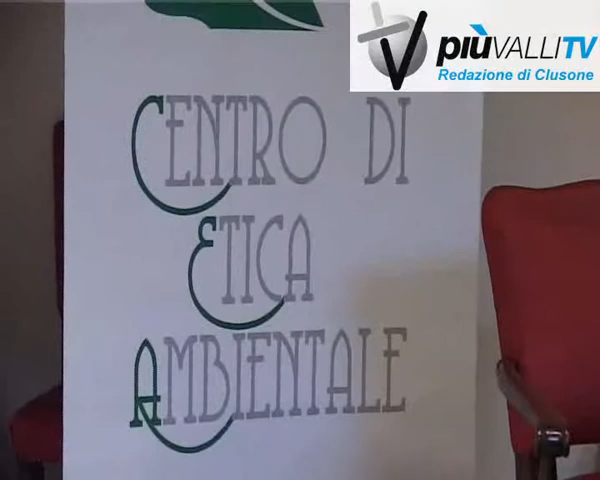 piùVALLITV
Redazione di Clusone
CENTRO DI
ETICA
AMBIENTALE